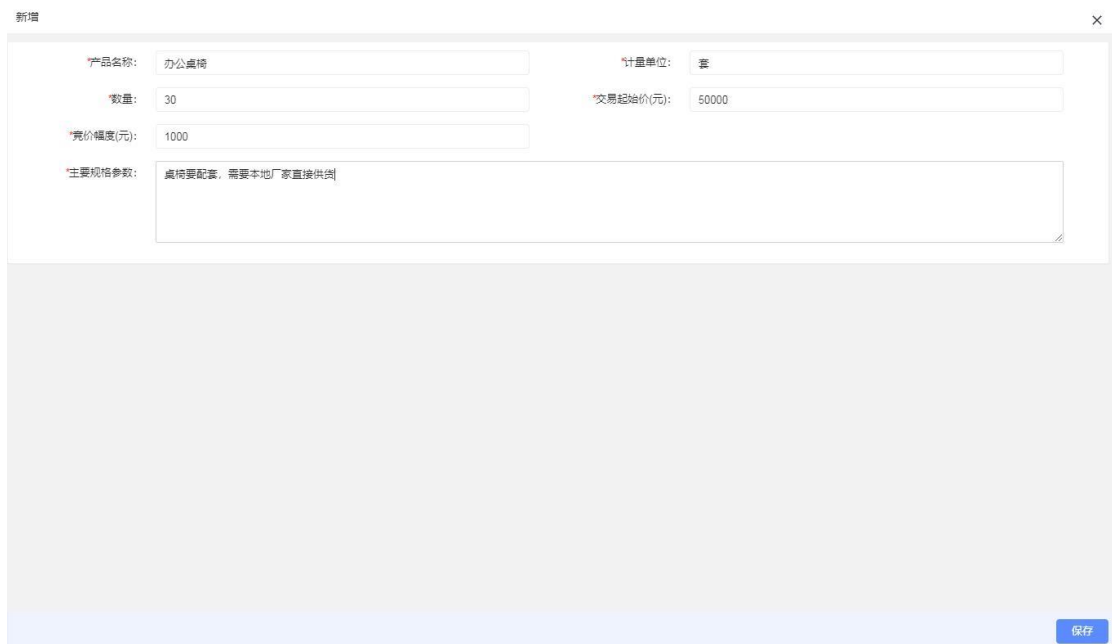 新增
*产品名称： 办公桌椅 *计量单位： 套
*数量： 30 *交易起始价(元)： 50000
*竞价幅度(元)： 1000
*主要规格参数： 桌椅要配套，需要本地厂家直接供货
保存